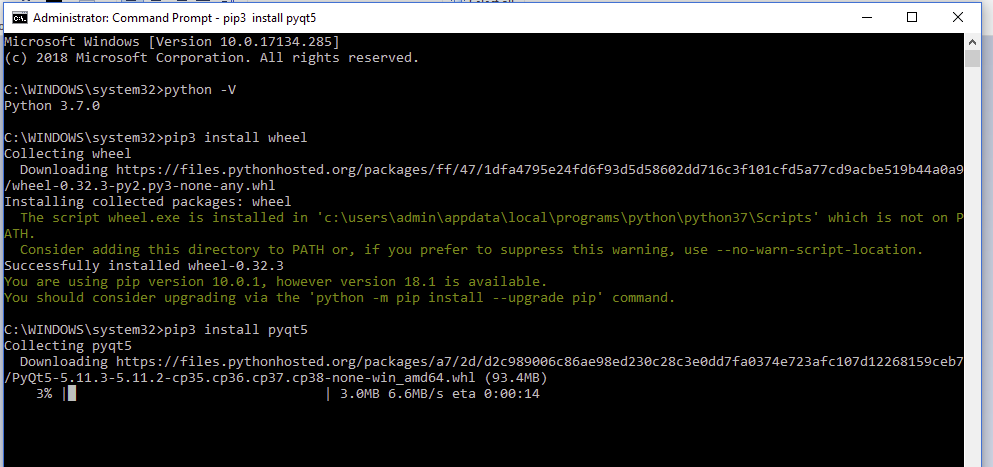 Administrator: Command Prompt - pip3 install pyqt5
Microsoft Windows [Version 10.0.17134.285]
(c) 2018 Microsoft Corporation. All rights reserved.
C:\WINDOWS\system32>python -V
Python 3.7.0
C:\WINDOWS\system32>pip3 install wheel
Collecting wheel
  Downloading https://files.pythonhosted.org/packages/ff/47/1dfa4795e24fd6f93d5d58602dd716c3f101cfd5a77cd9acbe519b44a0a9
/wheel-0.32.3-py2.py3-none-any.whl
Installing collected packages: wheel
  The script wheel.exe is installed in 'c:\users\admin\appdata\local\programs\python\python37\Scripts' which is not on P
ATH.
  Consider adding this directory to PATH or, if you prefer to suppress this warning, use --no-warn-script-location.
Successfully installed wheel-0.32.3
You are using pip version 10.0.1, however version 18.1 is available.
You should consider upgrading via the 'python -m pip install --upgrade pip' command.
C:\WINDOWS\system32>pip3 install pyqt5
Collecting pyqt5
  Downloading https://files.pythonhosted.org/packages/a7/2d/d2c989006c86ae98ed230c28c3e0dd7fa0374e723afc107d12268159ceb7
/PyQt5-5.11.3-5.11.2-cp35.cp36.cp37.cp38-none-win_amd64.whl (93.4MB)
    3% |█                               | 3.0MB 6.6MB/s eta 0:00:14